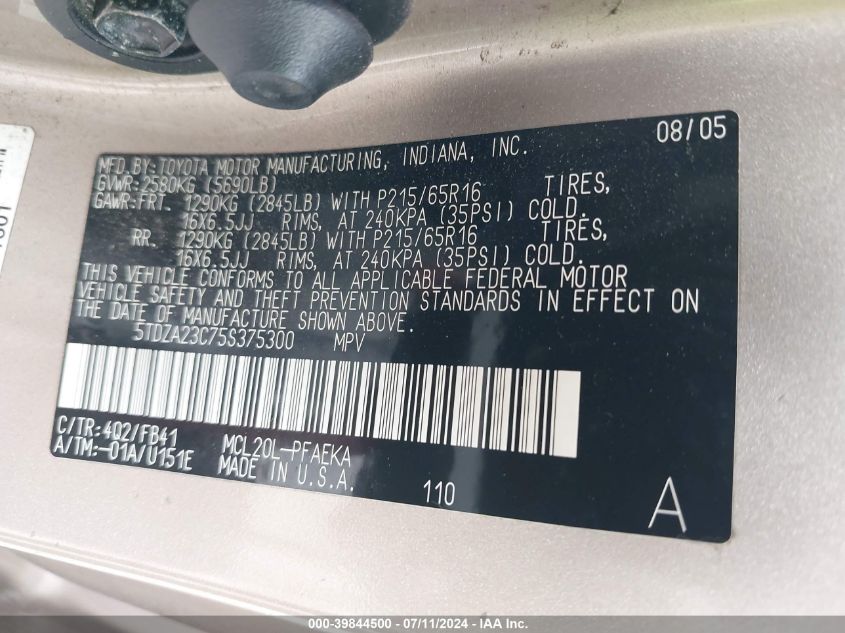 08/05
MFD.BY:TOYOTA MOTOR MANUFACTURING, INDIANA, INC.
GVWR:2580KG (5690LB)
GAWR:FRT. 1290KG (2845LB) WITH P215/65R16 TIRES,
16X6.5JJ RIMS, AT 240KPA (35PSI) COLD.
RR. 1290KG (2845LB) WITH P215/65R16 TIRES,
16X6.5JJ RIMS, AT 240KPA (35PSI) COLD.
THIS VEHICLE CONFORMS TO ALL APPLICABLE FEDERAL MOTOR
VEHICLE SAFETY AND THEFT PREVENTION STANDARDS IN EFFECT ON
THE DATE OF MANUFACTURE SHOWN ABOVE.
5TDZA23C75S375300 MPV
C/TR:4Q2/FB41
A/TM:-01A/U151E
MCL20L-PFAEKA
MADE IN U.S.A.
110
A
000-39844500 - 07/11/2024 - IAA Inc.